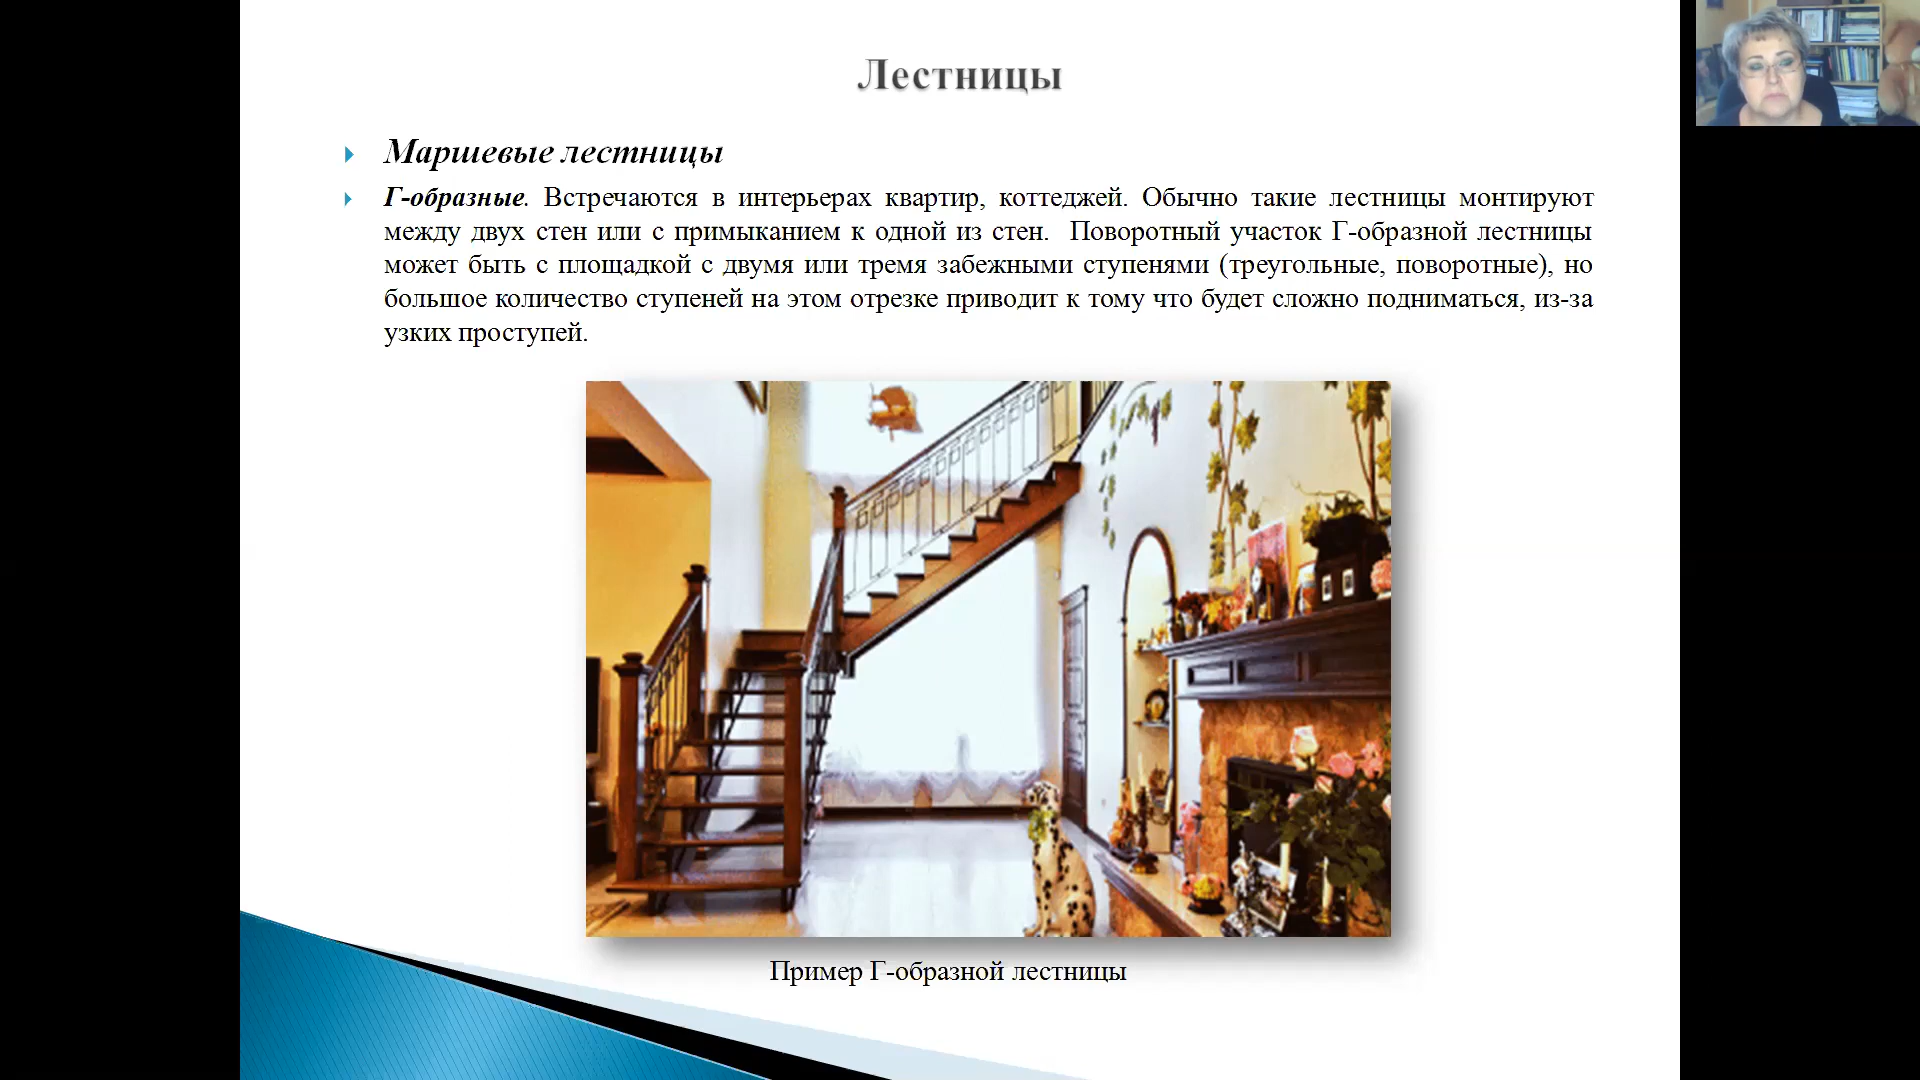 Лестницы
Маршевые лестницы
Г-образные. Встречаются в интерьерах квартир, коттеджей. Обычно такие лестницы монтируют
между двух стен или с примыканием к одной из стен. Поворотный участок Г-образной лестницы
может быть с площадкой с двумя или тремя забежными ступенями (треугольные, поворотные), но
большое количество ступеней на этом отрезке приводит к тому что будет сложно подниматься, из-за
узких проступей.
Пример Г-образной лестницы